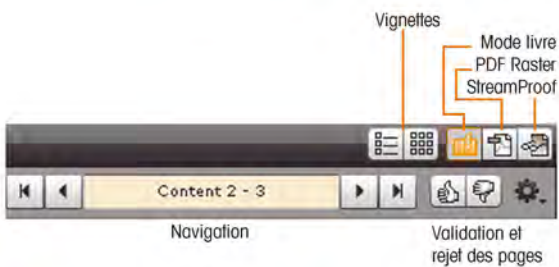 Vignettes
Mode livre
PDF Raster
StreamProof
Content 2 - 3
Navigation
Validation et
rejet des pages